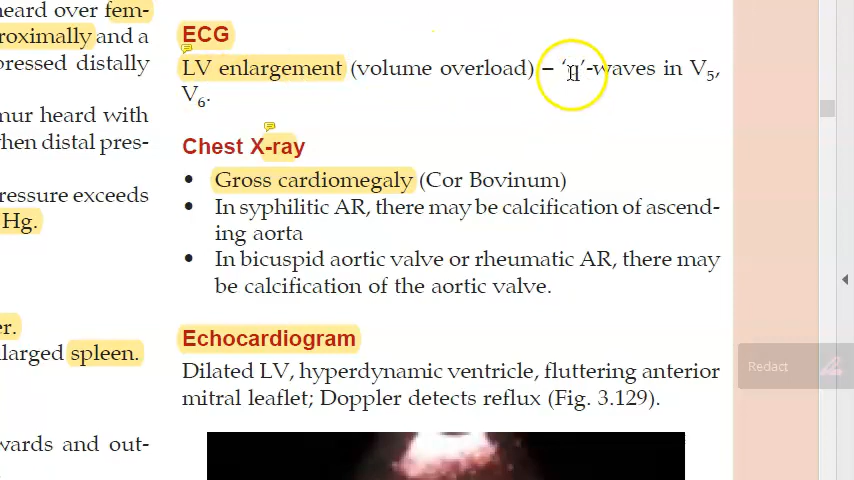 heard over fem-
roximally and a
pressed distally
mur heard with
hen distal pres-
ressure exceeds
Hg.
er.
larged spleen.
wards and out-
ECG
LV enlargement (volume overload) – ‘q’-waves in V5,
V6.
Chest X-ray
• Gross cardiomegaly (Cor Bovinum)
• In syphilitic AR, there may be calcification of ascend-
ing aorta
• In bicuspid aortic valve or rheumatic AR, there may
be calcification of the aortic valve.
Echocardiogram
Dilated LV, hyperdynamic ventricle, fluttering anterior
mitral leaflet; Doppler detects reflux (Fig. 3.129).
Redact